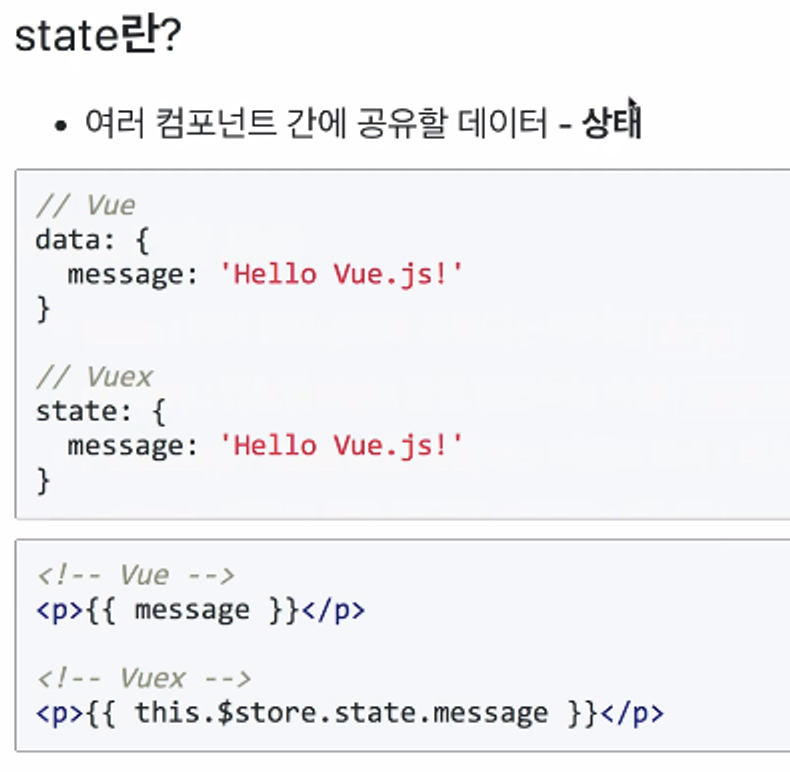 state란?
• 여러 컴포넌트 간에 공유할 데이터 - 상태
// Vue
data: {
  message: 'Hello Vue.js!'
}
// Vuex
state: {
  message: 'Hello Vue.js!'
}
<!-- Vue -->
<p>{{ message }}</p>
<!-- Vuex -->
<p>{{ this.$store.state.message }}</p>